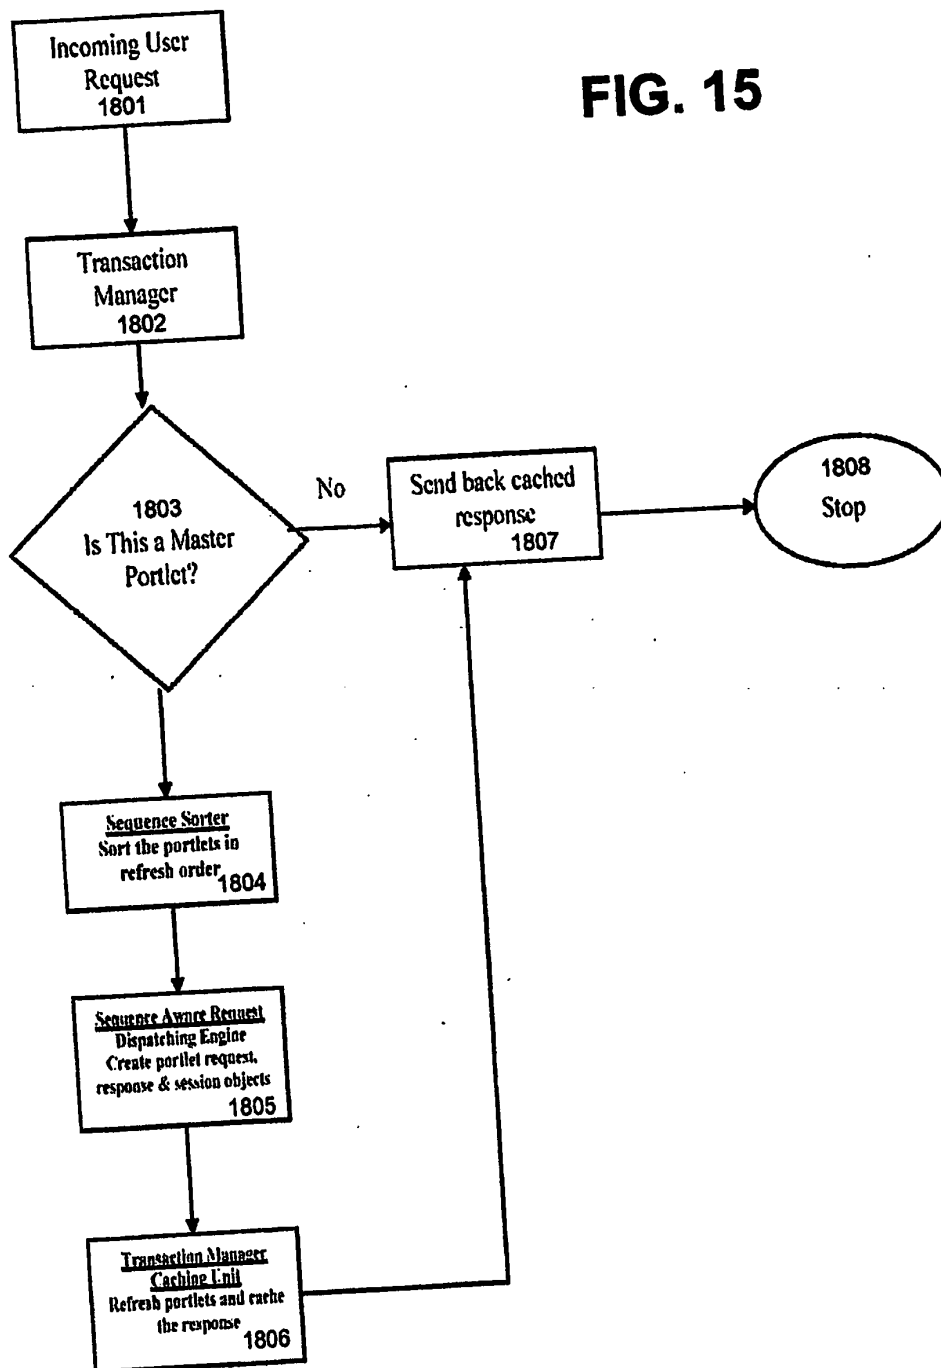 FIG. 15
Incoming User
Request
1801
Transaction
Manager
1802
1803
Is This a Master
Portlet?
No
Send back cached
response
1807
1808
Stop
Sequence Sorter
Sort the portlets in
refresh order
1804
Sequence Aware Request
Dispatching Engine
Create portlet request,
response & session objects
1805
Transaction Manager
Caching Unit
Refresh portlets and cache
the response
1806